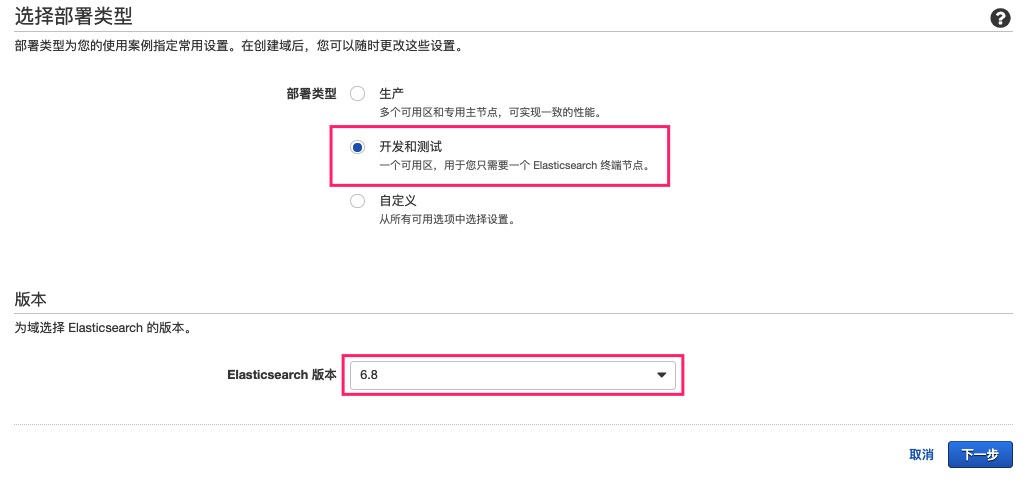 选择部署类型
部署类型为您的使用案例指定常用设置。在创建域后，您可以随时更改这些设置。
部署类型
生产
多个可用区和专用主节点，可实现一致的性能。
开发和测试
一个可用区，用于您只需要一个 Elasticsearch 终端节点。
自定义
从所有可用选项中选择设置。
版本
为域选择 Elasticsearch 的版本。
Elasticsearch 版本
6.8
取消
下一步